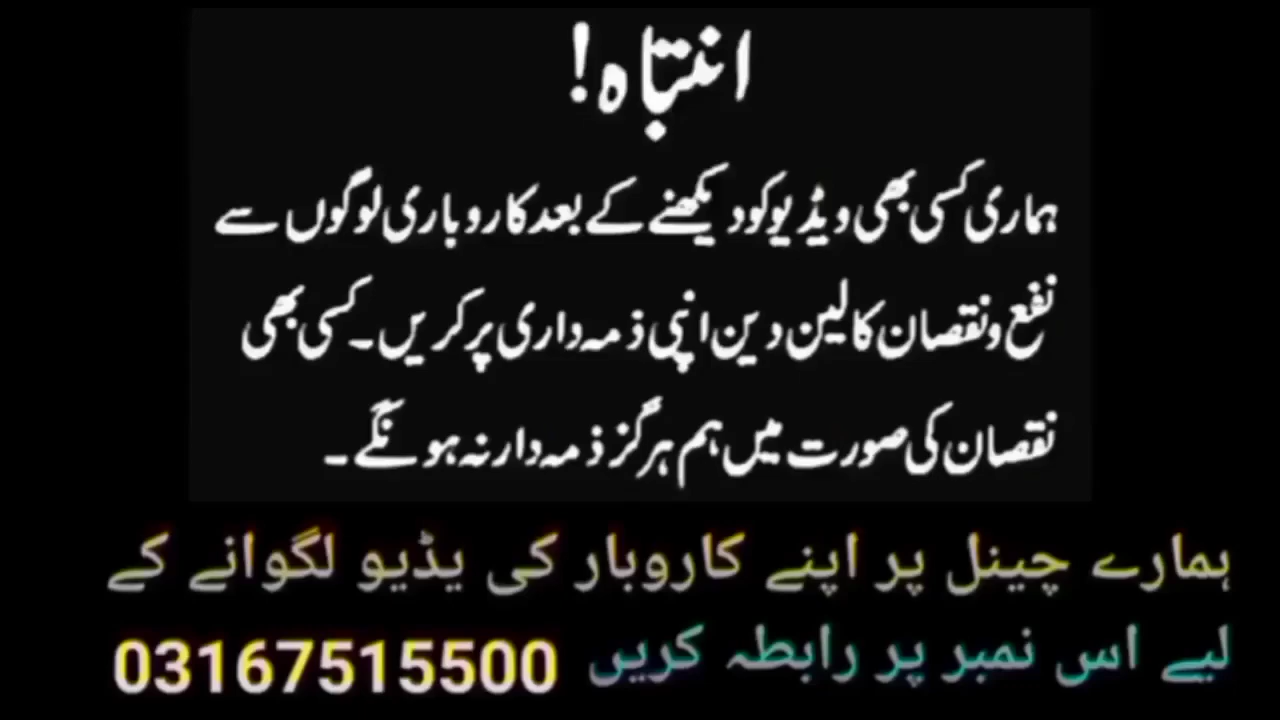 انتباہ!
ہماری کسی بھی ویڈیو کو دیکھنے کے بعد کاروباری لوگوں سے
نفع و نقصان کا لین دین اپنی ذمہ داری پر کریں۔ کسی بھی
نقصان کی صورت میں ہم ہرگز ذمہ دار نہ ہونگے۔
ہمارے چینل پر اپنے کاروبار کی یڈیو لگوانے کے
لیے اس نمبر پر رابطہ کریں 03167515500